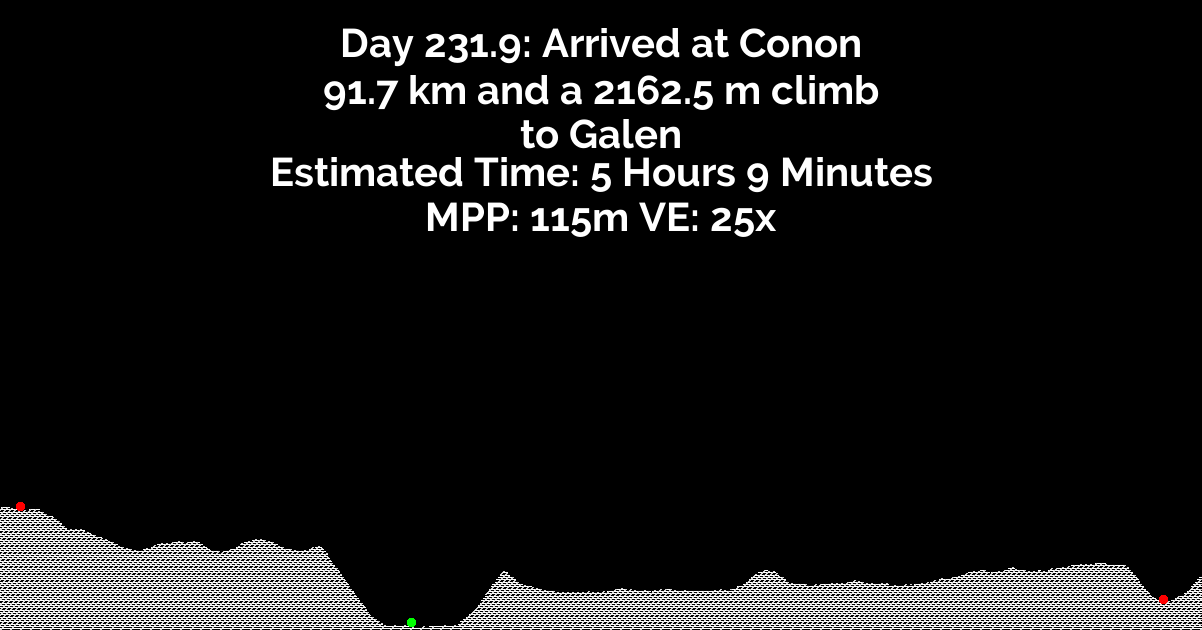 Day 231.9: Arrived at Conon
91.7 km and a 2162.5 m climb
to Galen
Estimated Time: 5 Hours 9 Minutes
MPP: 115m VE: 25x